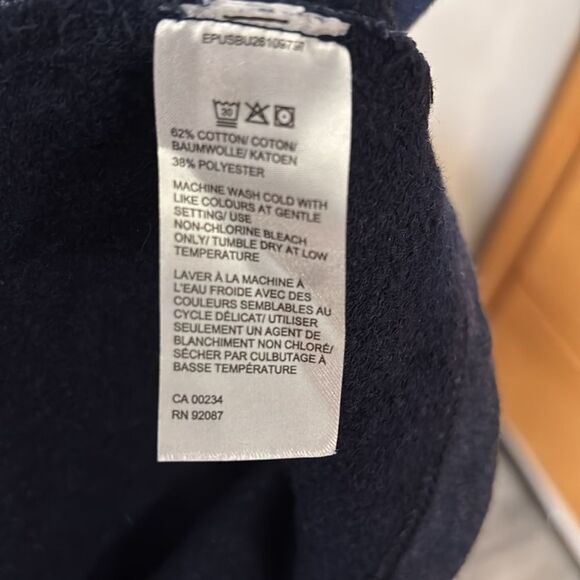 EPUSBU26109797
30
62% COTTON/ COTON/
BAUMWOLLE/ KATOEN
38% POLYESTER
MACHINE WASH COLD WITH
LIKE COLOURS AT GENTLE
SETTING/ USE
NON-CHLORINE BLEACH
ONLY/ TUMBLE DRY AT LOW
TEMPERATURE
LAVER À LA MACHINE À
L'EAU FROIDE AVEC DES
COULEURS SEMBLABLES AU
CYCLE DÉLICAT/ UTILISER
SEULEMENT UN AGENT DE
BLANCHIMENT NON CHLORÉ/
SÉCHER PAR CULBUTAGE À
BASSE TEMPÉRATURE
CA 00234
RN 92087